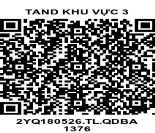 TAND KHU VỰC 3
2YQ180526.TL.QDBA
1376